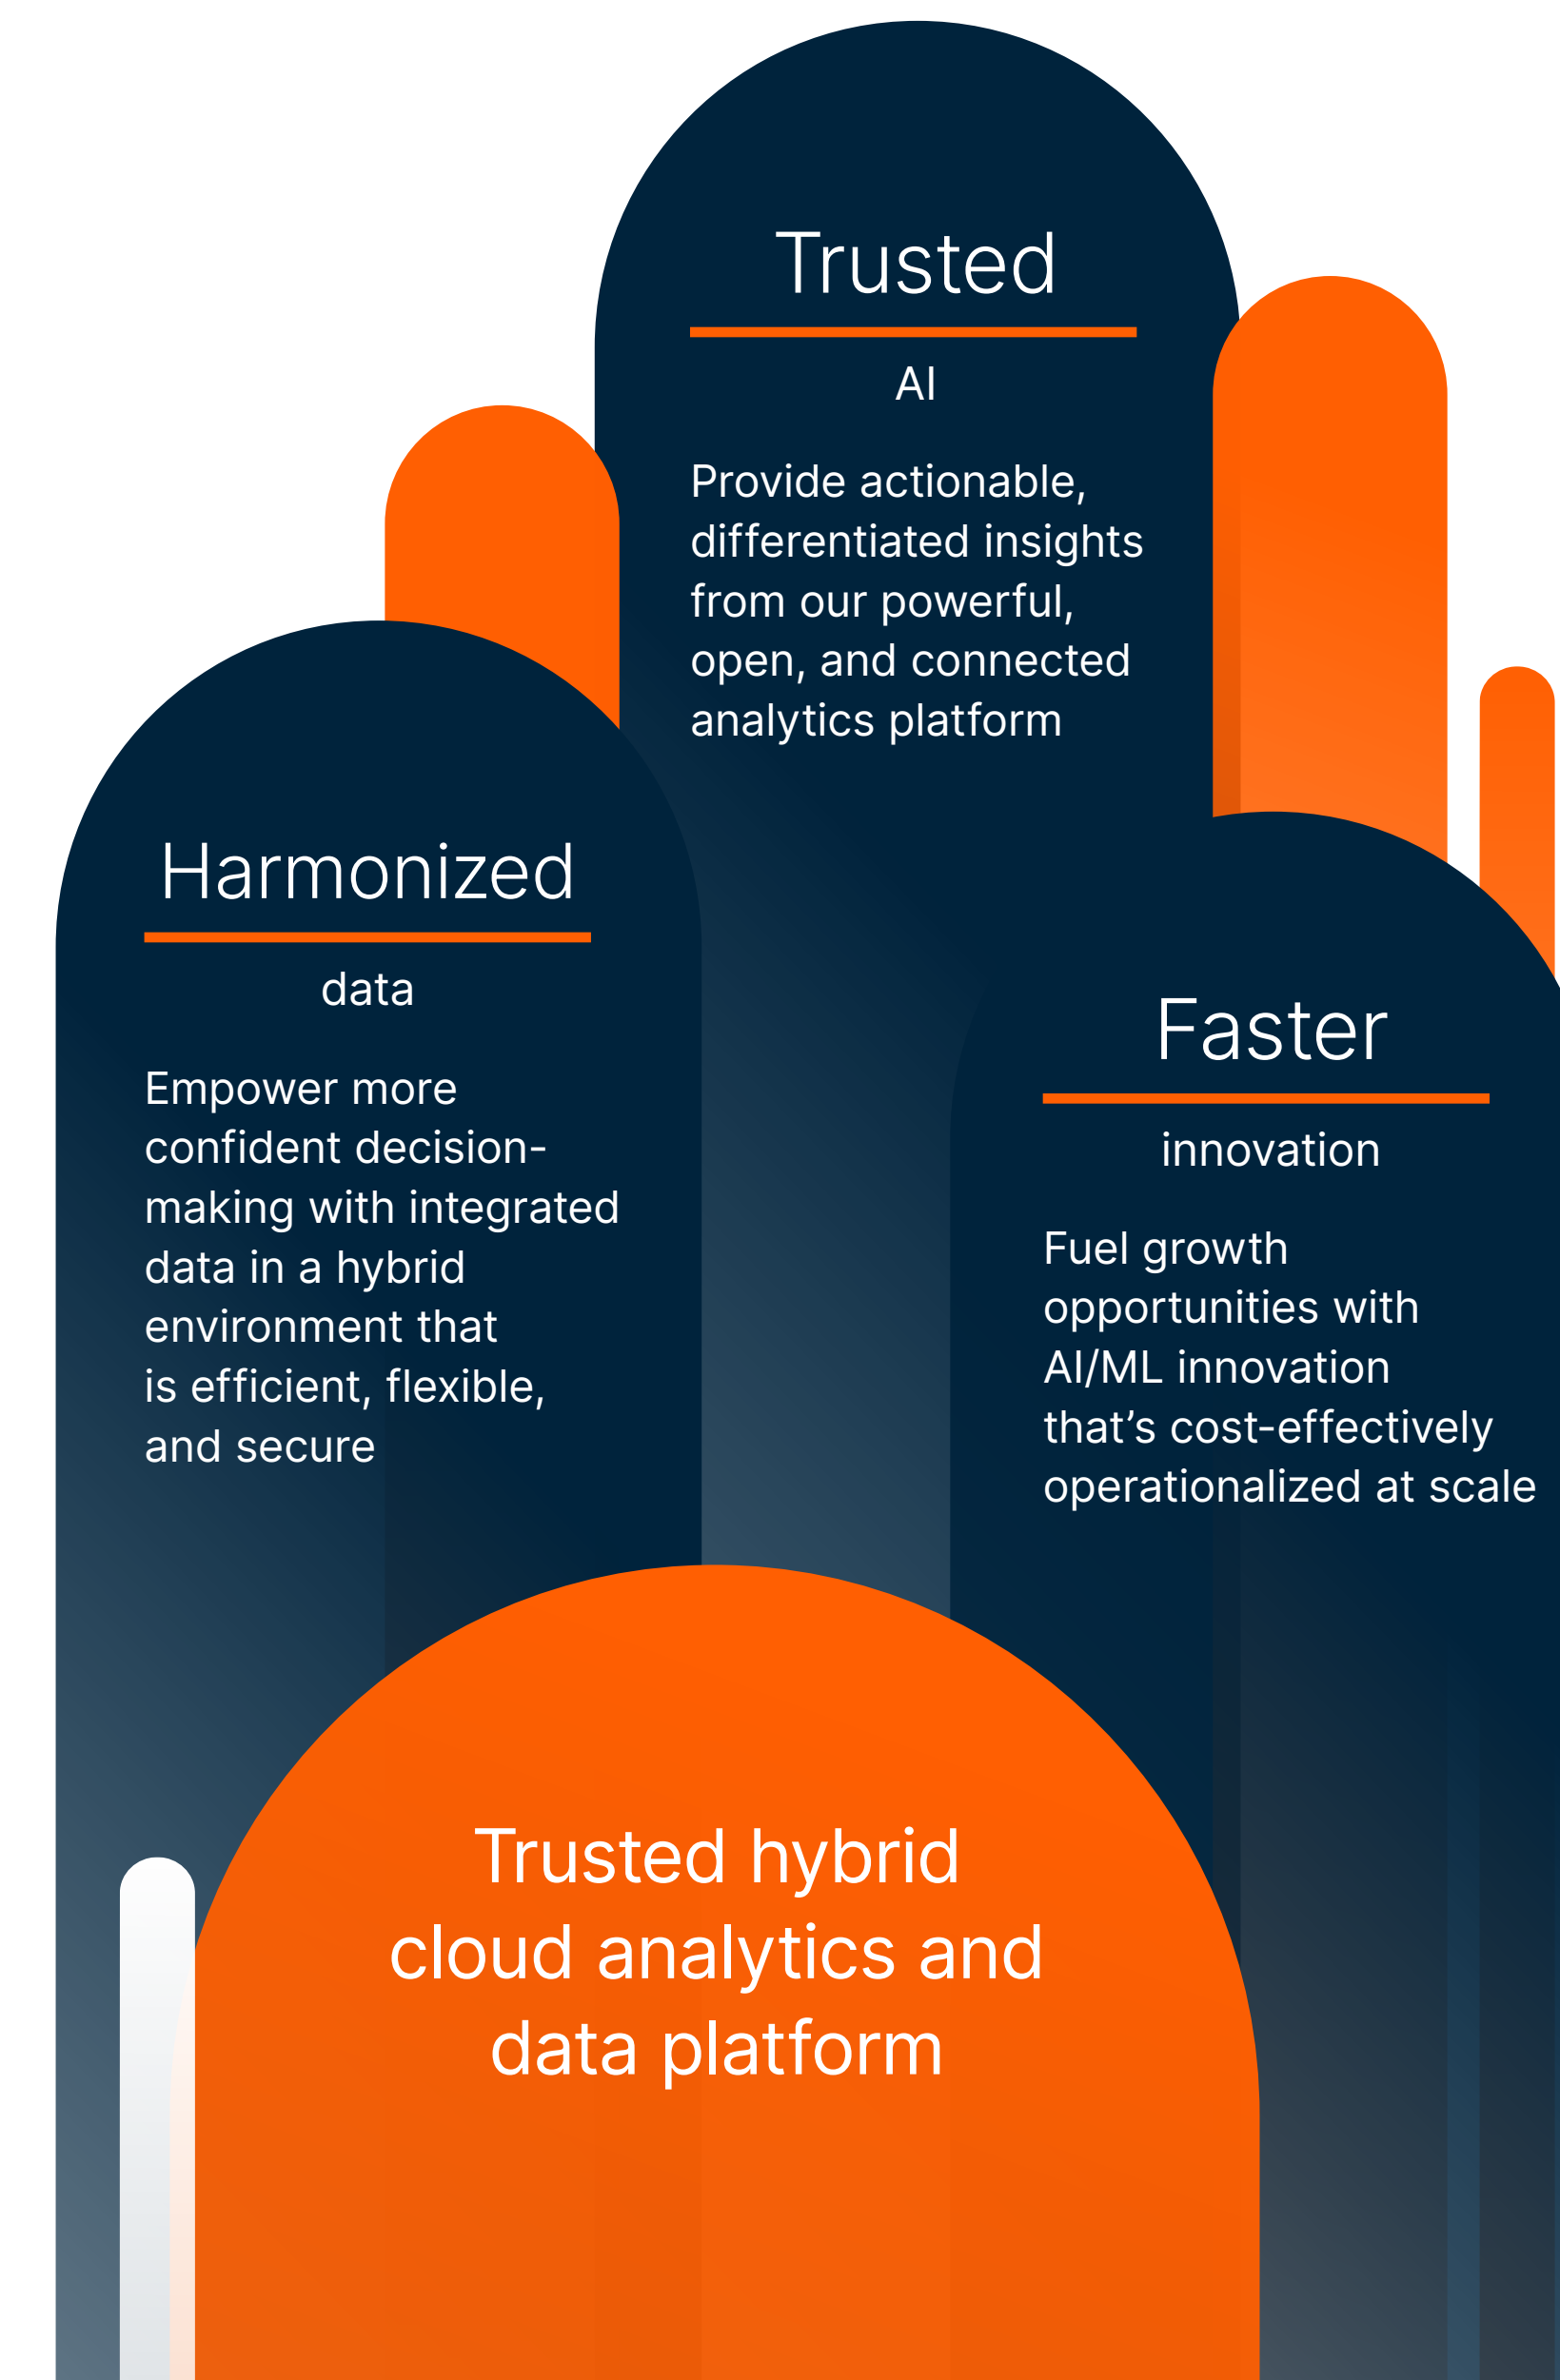 Trusted
AI
Provide actionable,
differentiated insights
from our powerful,
open, and connected
analytics platform
Harmonized
data
Empower more
confident decision-
making with integrated
data in a hybrid
environment that
is efficient, flexible,
and secure
Faster
innovation
Fuel growth
opportunities with
AI/ML innovation
that’s cost-effectively
operationalized at scale
Trusted hybrid
cloud analytics and
data platform